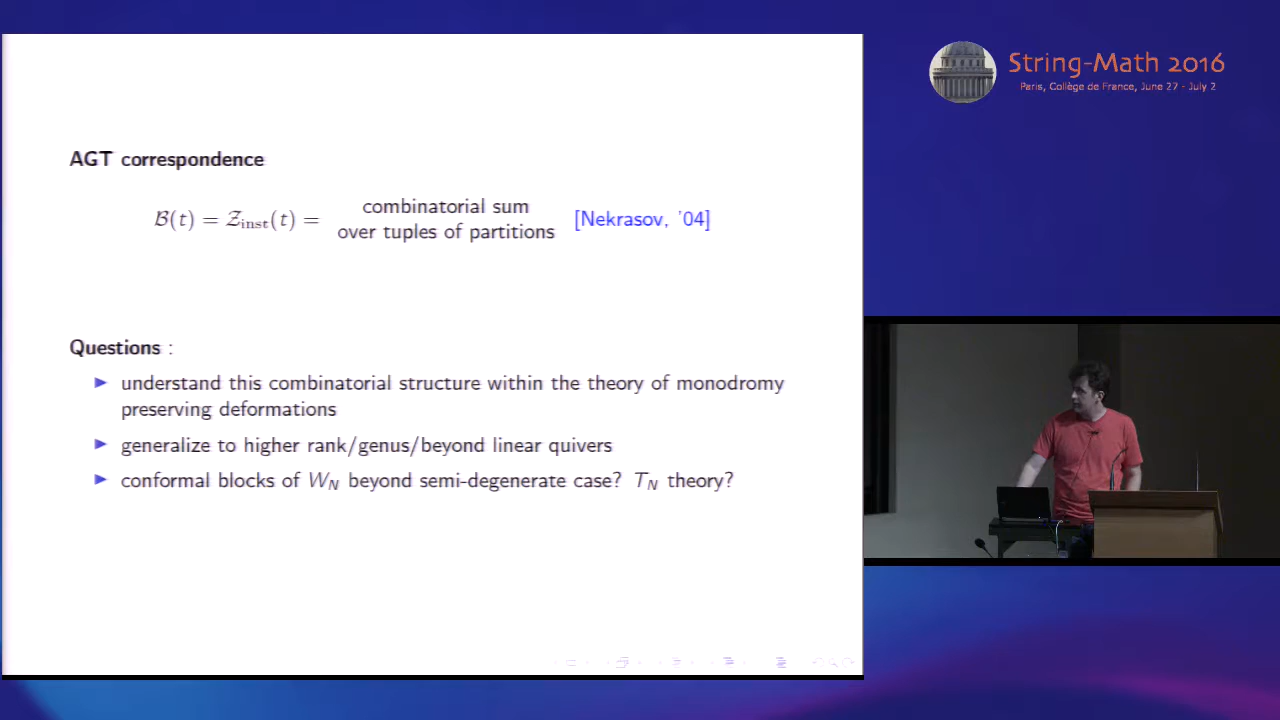 String-Math 2016
Paris, Collège de France, June 27 - July 2
AGT correspondence
B(t) = Z_inst(t) = combinatorial sum over tuples of partitions [Nekrasov, '04]
Questions :
► understand this combinatorial structure within the theory of monodromy
preserving deformations
► generalize to higher rank/genus/beyond linear quivers
► conformal blocks of W_N beyond semi-degenerate case? T_N theory?